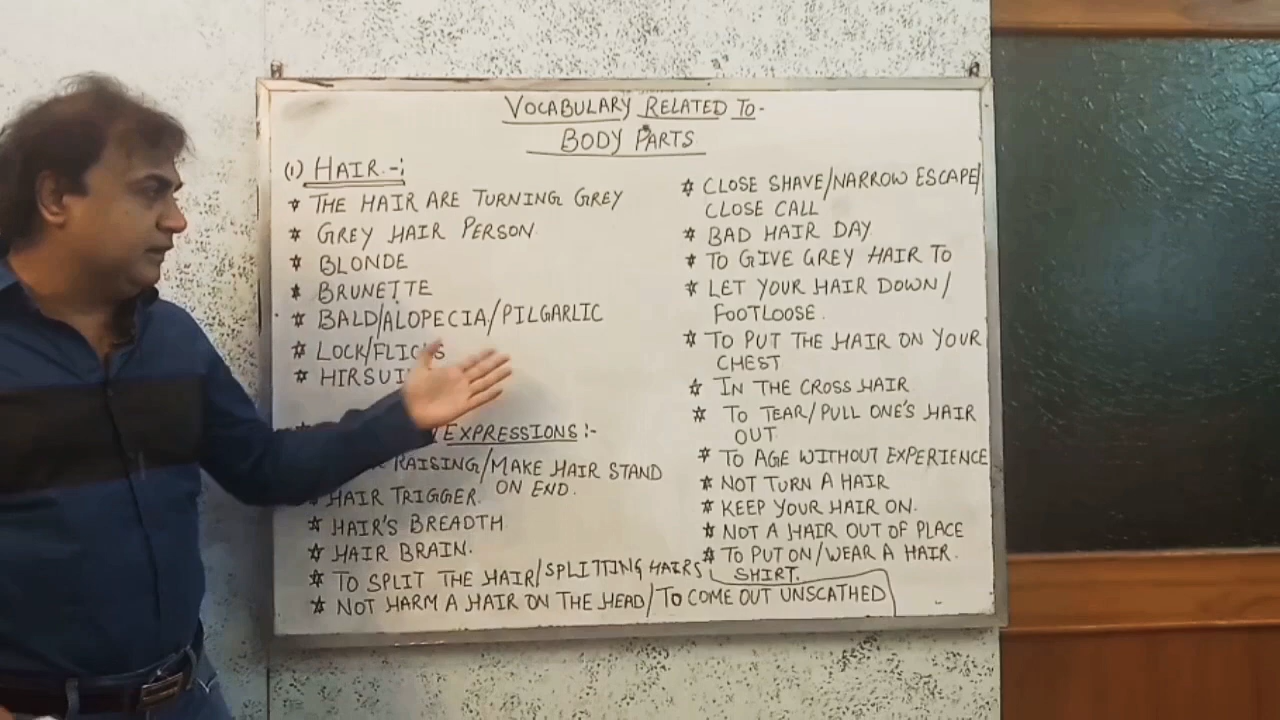 VOCABULARY RELATED TO-
BODY PARTS
(1) HAIR -:
* THE HAIR ARE TURNING GREY
* GREY HAIR PERSON
* BLONDE
* BRUNETTE
* BALD/ALOPECIA/PILGARLIC
* LOCK/
*
EXPRESSIONS :-
RAISING/MAKE HAIR STAND
ON END.
* HAIR TRIGGER.
* HAIR'S BREADTH
* HAIR BRAIN.
* TO SPLIT THE HAIR/SPLITTING HAIRS
* NOT HARM A HAIR ON THE HEAD/TO COME OUT UNSCATHED
* CLOSE SHAVE/NARROW ESCAPE/
CLOSE CALL
* BAD HAIR DAY
* TO GIVE GREY HAIR TO
* LET YOUR HAIR DOWN/
FOOTLOOSE.
* TO PUT THE HAIR ON YOUR
CHEST
* IN THE CROSS HAIR
* TO TEAR/PULL ONE'S HAIR
OUT
* TO AGE WITHOUT EXPERIENCE
* NOT TURN A HAIR
* KEEP YOUR HAIR ON.
* NOT A HAIR OUT OF PLACE
* TO PUT ON/WEAR A HAIR.
SHIRT.